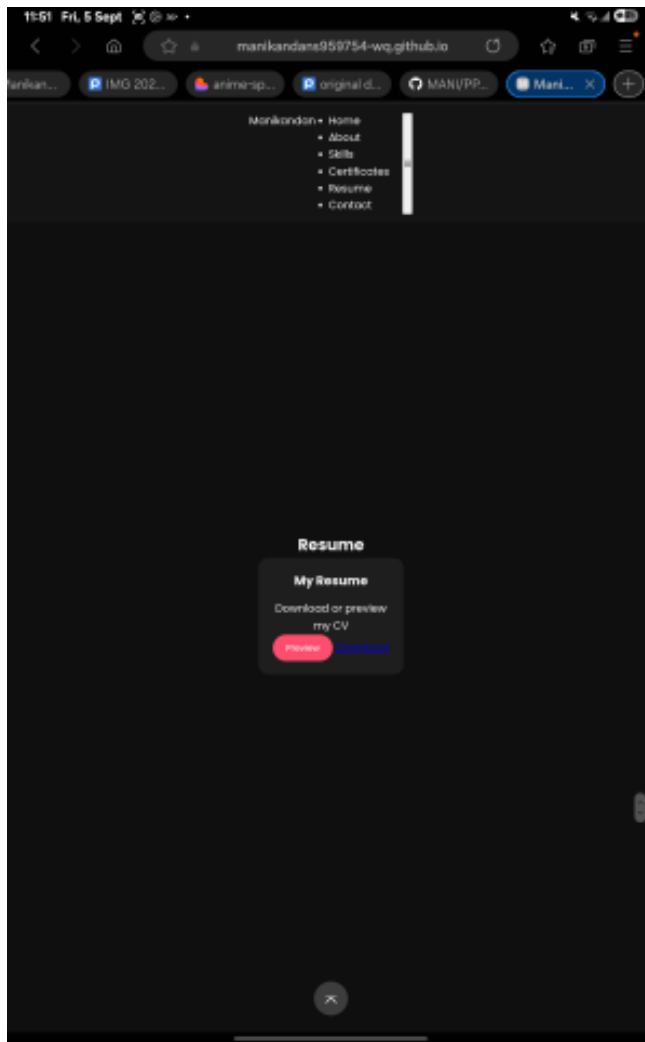 11:51 Fri, 5 Sept
manikandans959754-wq.github.io
Manikan... IMG 202... anime-sp... original d... MANI/PP... Mani...
Manikandan • Home
• About
• Skills
• Certificates
• Resume
• Contact
Resume
My Resume
Download or preview
my CV
Preview Download